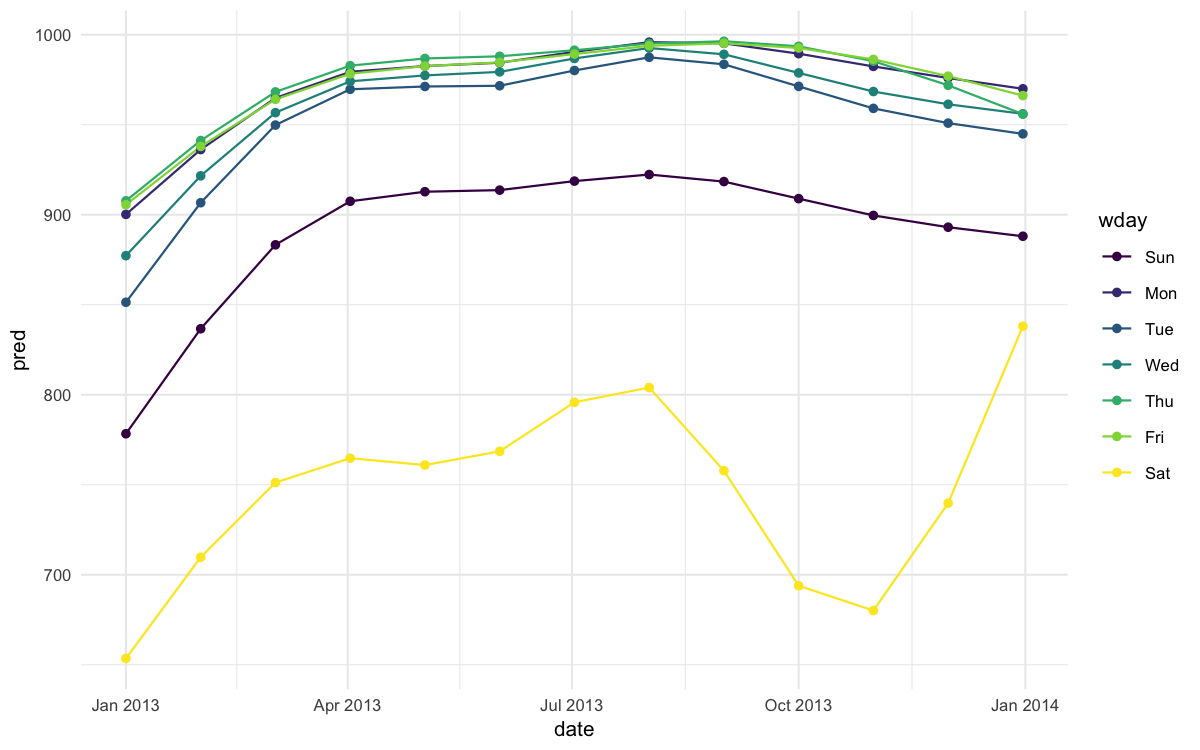 1000
900
800
700
pred
Jan 2013
Apr 2013
Jul 2013
Oct 2013
Jan 2014
date
wday
Sun
Mon
Tue
Wed
Thu
Fri
Sat